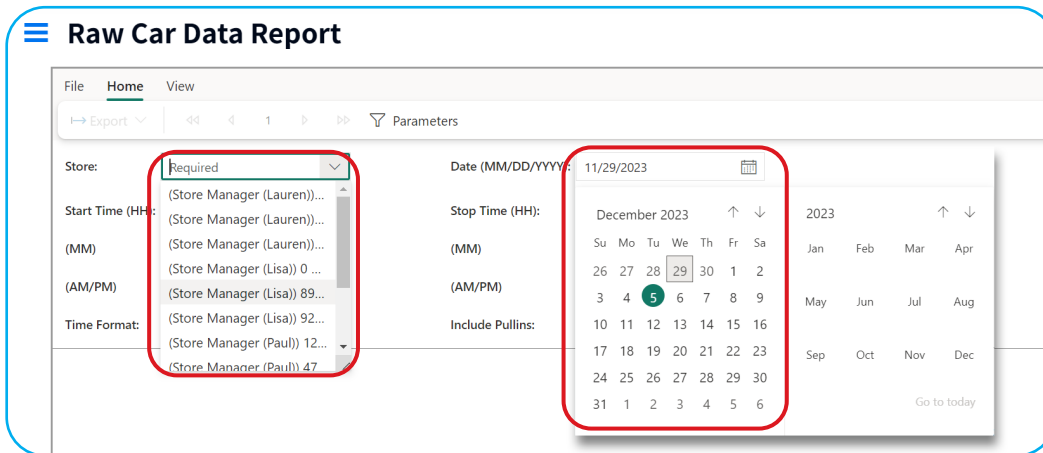 Raw Car Data Report
File Home View
Export 1 Parameters
Store: Required Date (MM/DD/YYYY): 11/29/2023
(Store Manager (Lauren))...
Start Time (HH): (Store Manager (Lauren))... Stop Time (HH): December 2023 2023
(Store Manager (Lauren))...
(MM) (MM) Su Mo Tu We Th Fr Sa Jan Feb Mar Apr
(Store Manager (Lisa)) 0 ... 26 27 28 29 30 1 2
(AM/PM) (Store Manager (Lisa)) 89... (AM/PM) 3 4 5 6 7 8 9 May Jun Jul Aug
Time Format: (Store Manager (Lisa)) 92... Include Pullins: 10 11 12 13 14 15 16
(Store Manager (Paul)) 12... 17 18 19 20 21 22 23 Sep Oct Nov Dec
(Store Manager (Paul)) 47 24 25 26 27 28 29 30
31 1 2 3 4 5 6 Go to today